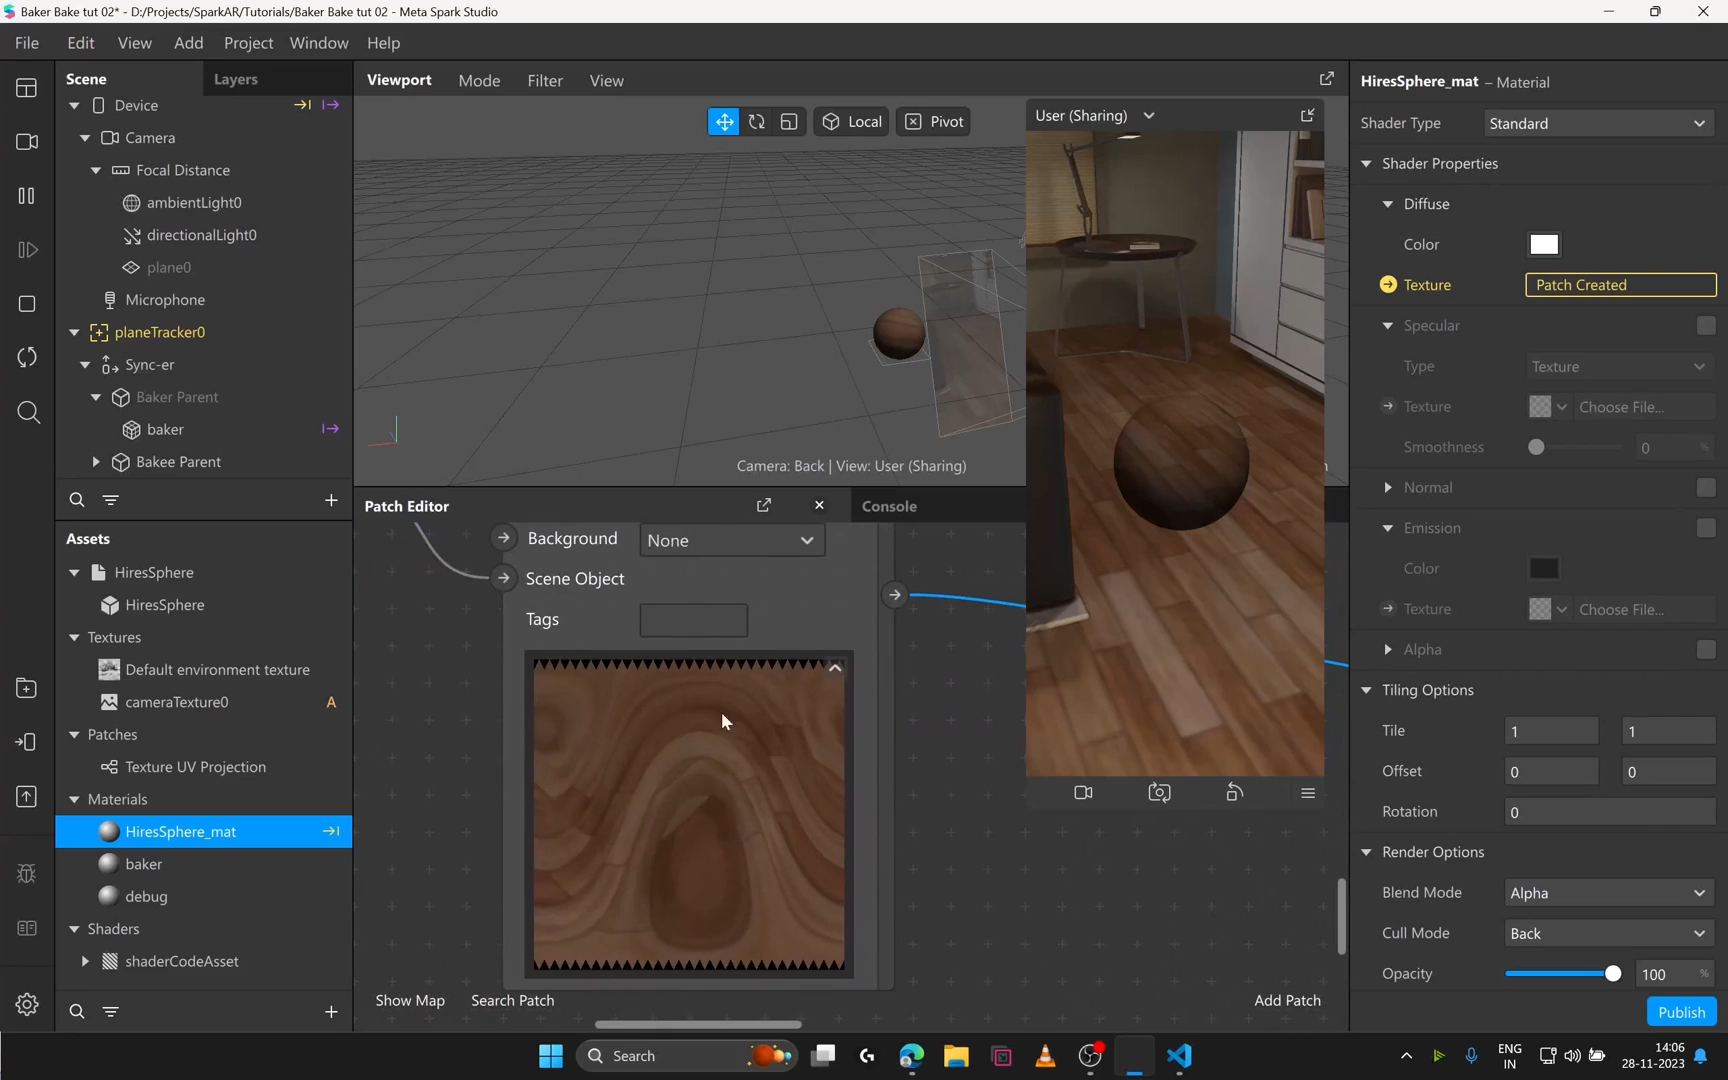 Baker Bake tut 02* - D:/Projects/SparkAR/Tutorials/Baker Bake tut 02 - Meta Spark Studio
File Edit View Add Project Window Help
Scene Layers
Device
Camera
Focal Distance
ambientLight0
directionalLight0
plane0
Microphone
planeTracker0
Sync-er
Baker Parent
baker
Bakee Parent
Assets
HiresSphere
HiresSphere
Textures
Default environment texture
cameraTexture0 A
Patches
Texture UV Projection
Materials
HiresSphere_mat
baker
debug
Shaders
shaderCodeAsset
Viewport Mode Filter View
Local Pivot
User (Sharing)
Camera: Back | View: User (Sharing)
Patch Editor Console
Background None
Scene Object
Tags
Show Map Search Patch Add Patch
HiresSphere_mat – Material
Shader Type Standard
Shader Properties
Diffuse
Color
Texture Patch Created
Specular
Type Texture
Texture Choose File...
Smoothness 0 %
Normal
Emission
Color
Texture Choose File...
Alpha
Tiling Options
Tile 1 1
Offset 0 0
Rotation 0
Render Options
Blend Mode Alpha
Cull Mode Back
Opacity 100 %
Publish
Search
ENG
IN
14:06
28-11-2023